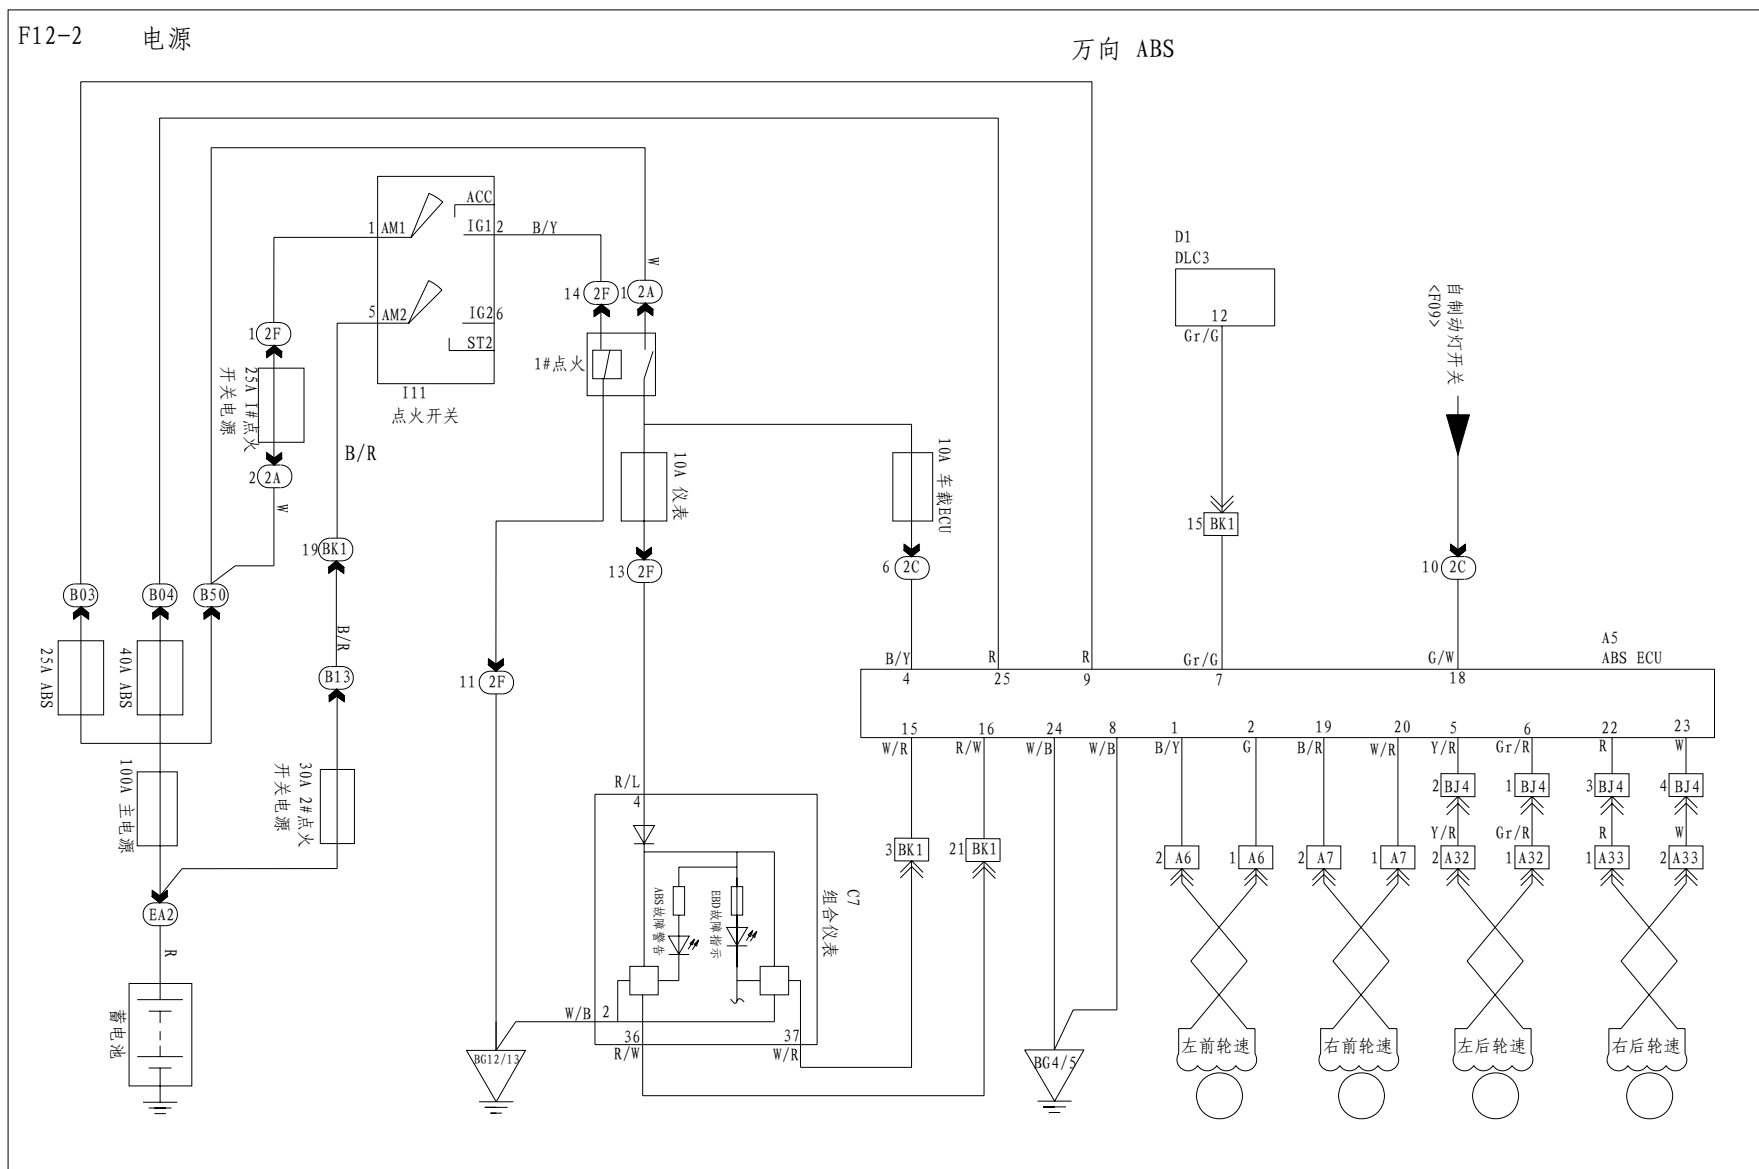 F12-2 电源
万向 ABS
ACC
1 AM1
IG1 2 B/Y
W
14 2F
1 2A
5 AM2
IG2 6
ST2
I11
点火开关
1#点火
1 2F
25A 1#点火
开关电源
2 2A
W
B/R
19 BK1
B/R
B13
30A 2#点火
开关电源
B03
B04
B50
25A ABS
40A ABS
100A 主电源
EA2
R
蓄电池
10A 仪表
13 2F
10A 车载ECU
6 2C
11 2F
D1
DLC3
12
Gr/G
15 BK1
自制动灯开关
<F09>
10 2C
A5
ABS ECU
B/Y R R Gr/G G/W
4 25 9 7 18
15 16 24 8 1 2 19 20 5 6 22 23
W/R R/W W/B W/B B/Y G B/R W/R Y/R Gr/R R W
2 BJ4 1 BJ4 3 BJ4 4 BJ4
Y/R Gr/R R W
3 BK1 21 BK1
2 A6 1 A6 2 A7 1 A7 2 A32 1 A32 1 A33 2 A33
R/L
4
C7
组合仪表
ABS故障警告
EBD故障指示
W/B 2
36 37
R/W W/R
BG12/13
BG4/5
左前轮速 右前轮速 左后轮速 右后轮速